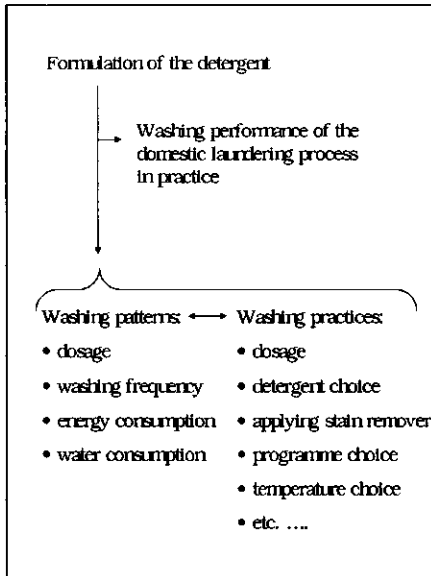 Formulation of the detergent
Washing performance of the
domestic laundering process
in practice
Washing patterns:
• dosage
• washing frequency
• energy consumption
• water consumption
Washing practices:
• dosage
• detergent choice
• applying stain remover
• programme choice
• temperature choice
• etc. ….